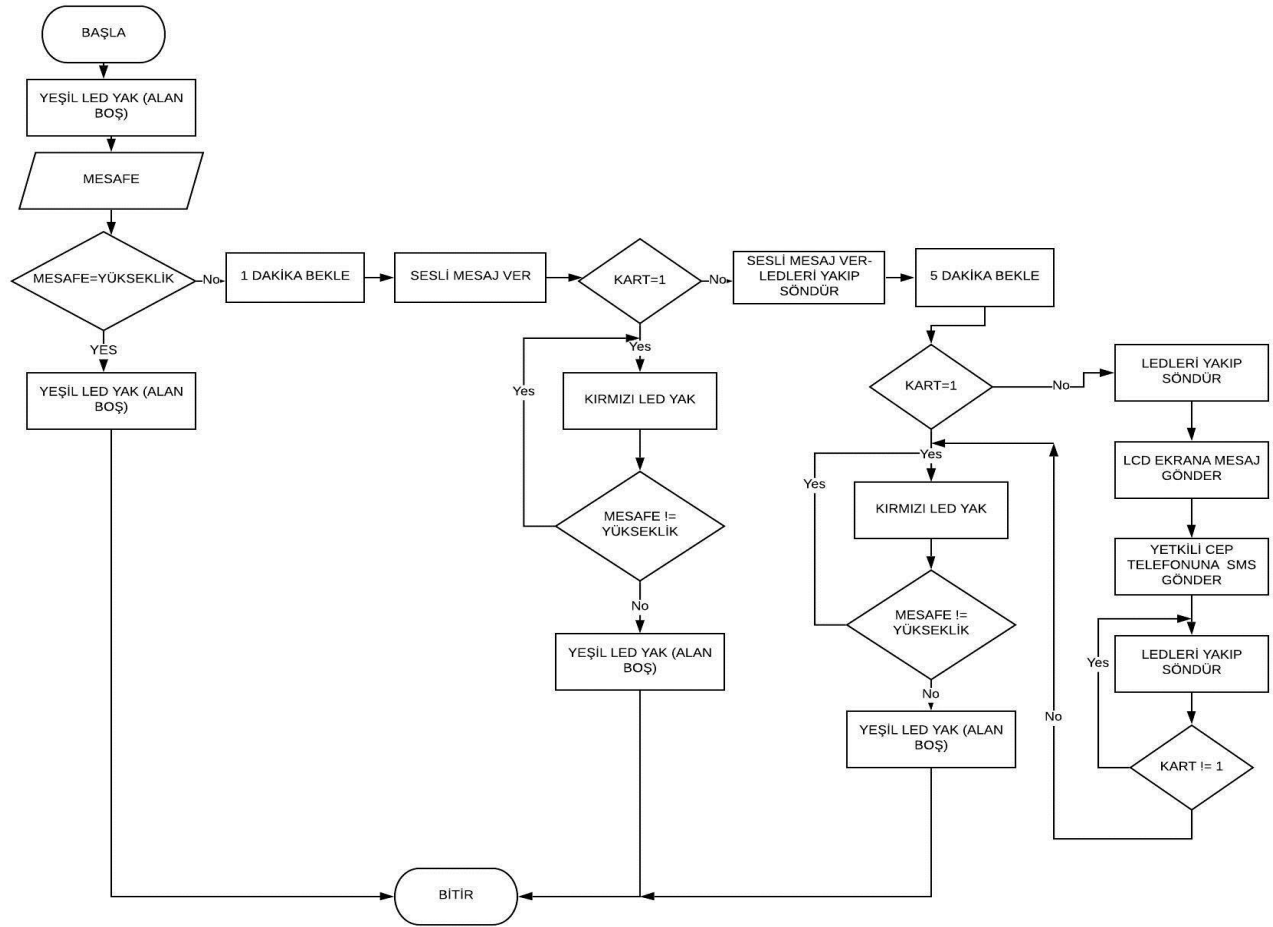 BAŞLA
YEŞİL LED YAK (ALAN
BOŞ)
MESAFE
MESAFE=YÜKSEKLİK
No
1 DAKİKA BEKLE
SESLİ MESAJ VER
KART=1
No
SESLİ MESAJ VER-
LEDLERİ YAKIP
SÖNDÜR
5 DAKİKA BEKLE
YES
YEŞİL LED YAK (ALAN
BOŞ)
Yes
Yes
KIRMIZI LED YAK
MESAFE !=
YÜKSEKLİK
No
YEŞİL LED YAK (ALAN
BOŞ)
KART=1
No
Yes
Yes
KIRMIZI LED YAK
MESAFE !=
YÜKSEKLİK
No
YEŞİL LED YAK (ALAN
BOŞ)
LEDLERİ YAKIP
SÖNDÜR
LCD EKRANA MESAJ
GÖNDER
YETKİLİ CEP
TELEFONUNA SMS
GÖNDER
LEDLERİ YAKIP
SÖNDÜR
Yes
KART != 1
No
BİTİR